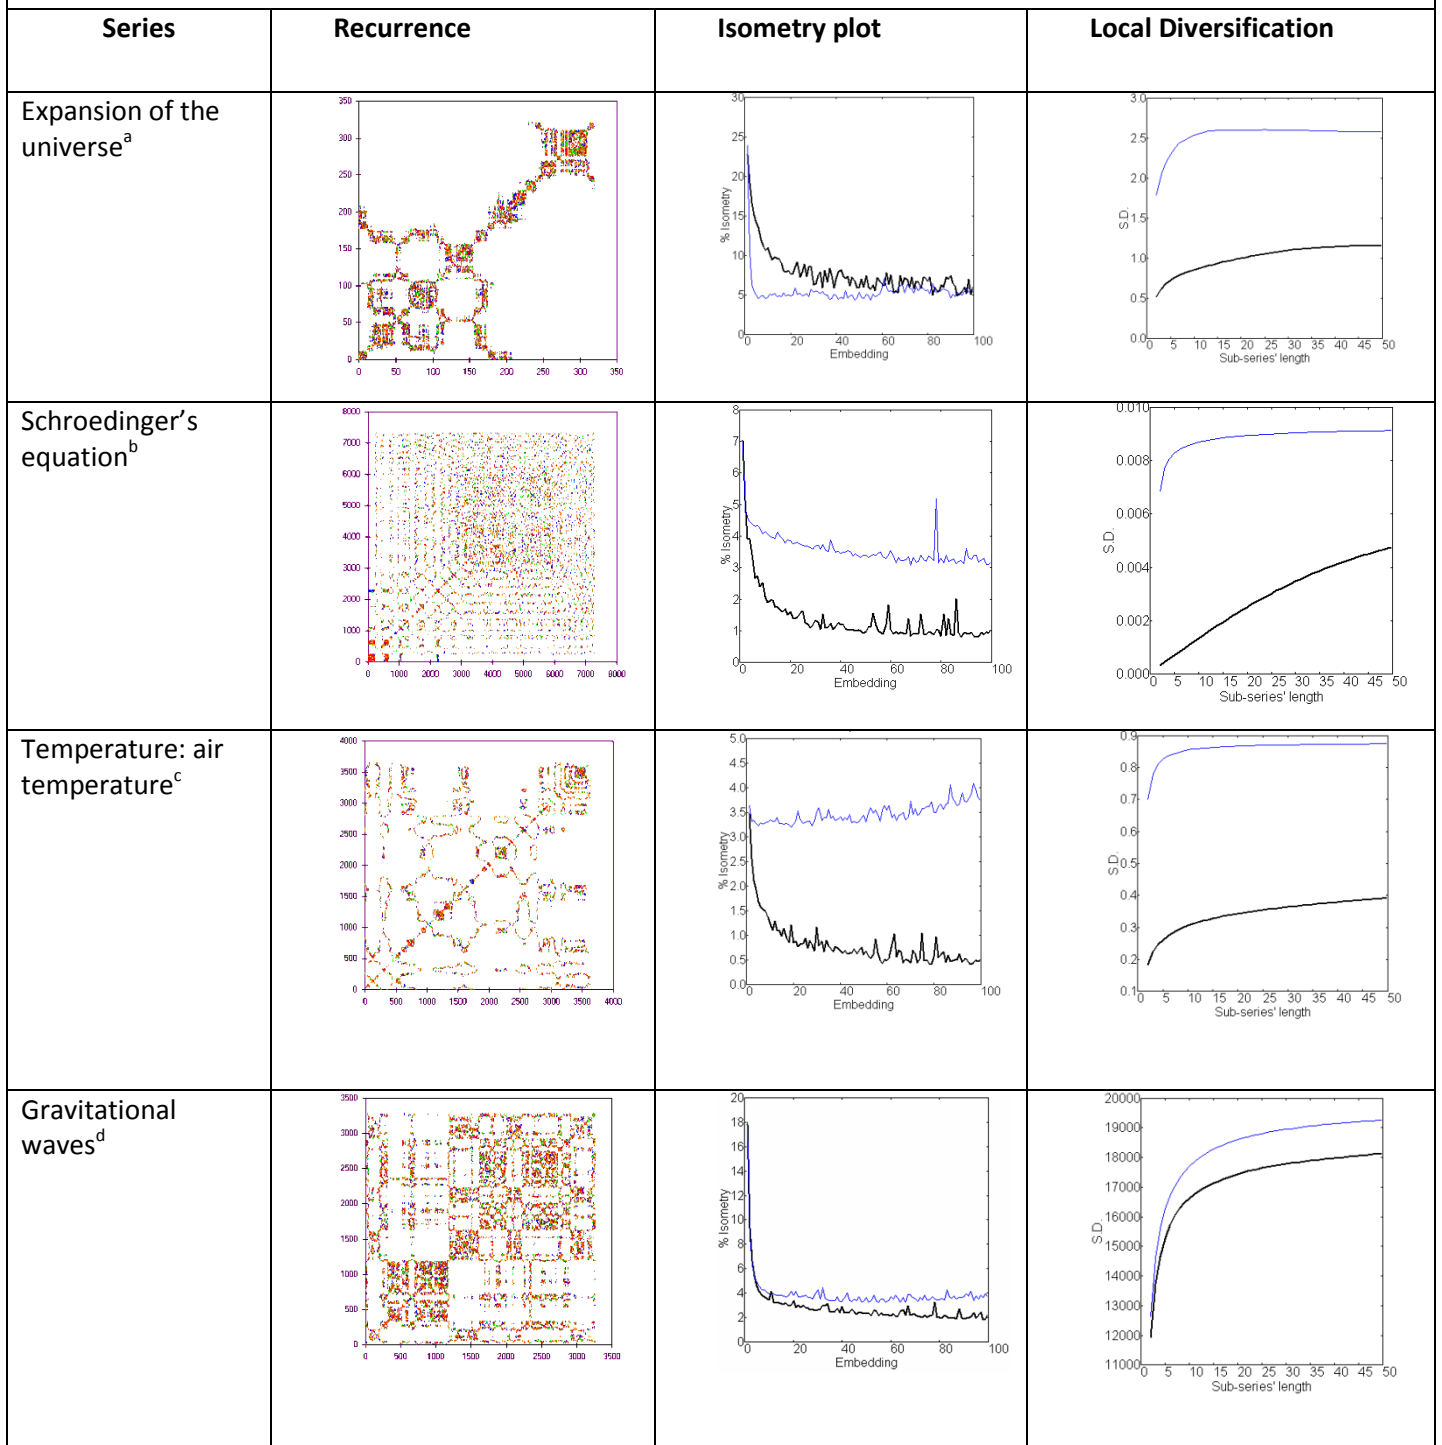 Series Recurrence Isometry plot Local Diversification
Expansion of the
universeᵃ
350
300
250
200
150
100
50
0
0 50 100 150 200 250 300 350
30
25
20
15
10
5
0
% Isometry
0 20 40 60 80 100
Embedding
3.0
2.5
2.0
1.5
1.0
0.5
0.0
S.D.
0 5 10 15 20 25 30 35 40 45 50
Sub-series' length
Schroedinger’s
equationᵇ
8000
7000
6000
5000
4000
3000
2000
1000
0
0 1000 2000 3000 4000 5000 6000 7000 8000
8
7
6
5
4
3
2
1
0
% Isometry
0 20 40 60 80 100
Embedding
0.010
0.008
0.006
0.004
0.002
0.000
S.D.
0 5 10 15 20 25 30 35 40 45 50
Sub-series' length
Temperature: air
temperatureᶜ
4000
3500
3000
2500
2000
1500
1000
500
0
0 500 1000 1500 2000 2500 3000 3500 4000
5.0
4.5
4.0
3.5
3.0
2.5
2.0
1.5
1.0
0.5
0.0
% Isometry
0 20 40 60 80 100
Embedding
0.9
0.8
0.7
0.6
0.5
0.4
0.3
0.2
0.1
S.D.
0 5 10 15 20 25 30 35 40 45 50
Sub-series' length
Gravitational
wavesᵈ
3500
3000
2500
2000
1500
1000
500
0
0 500 1000 1500 2000 2500 3000 3500
20
18
16
14
12
10
8
6
4
2
0
% Isometry
0 20 40 60 80 100
Embedding
20000
19000
18000
17000
16000
15000
14000
13000
12000
11000
S.D.
5 10 15 20 25 30 35 40 45 50
Sub-series' length